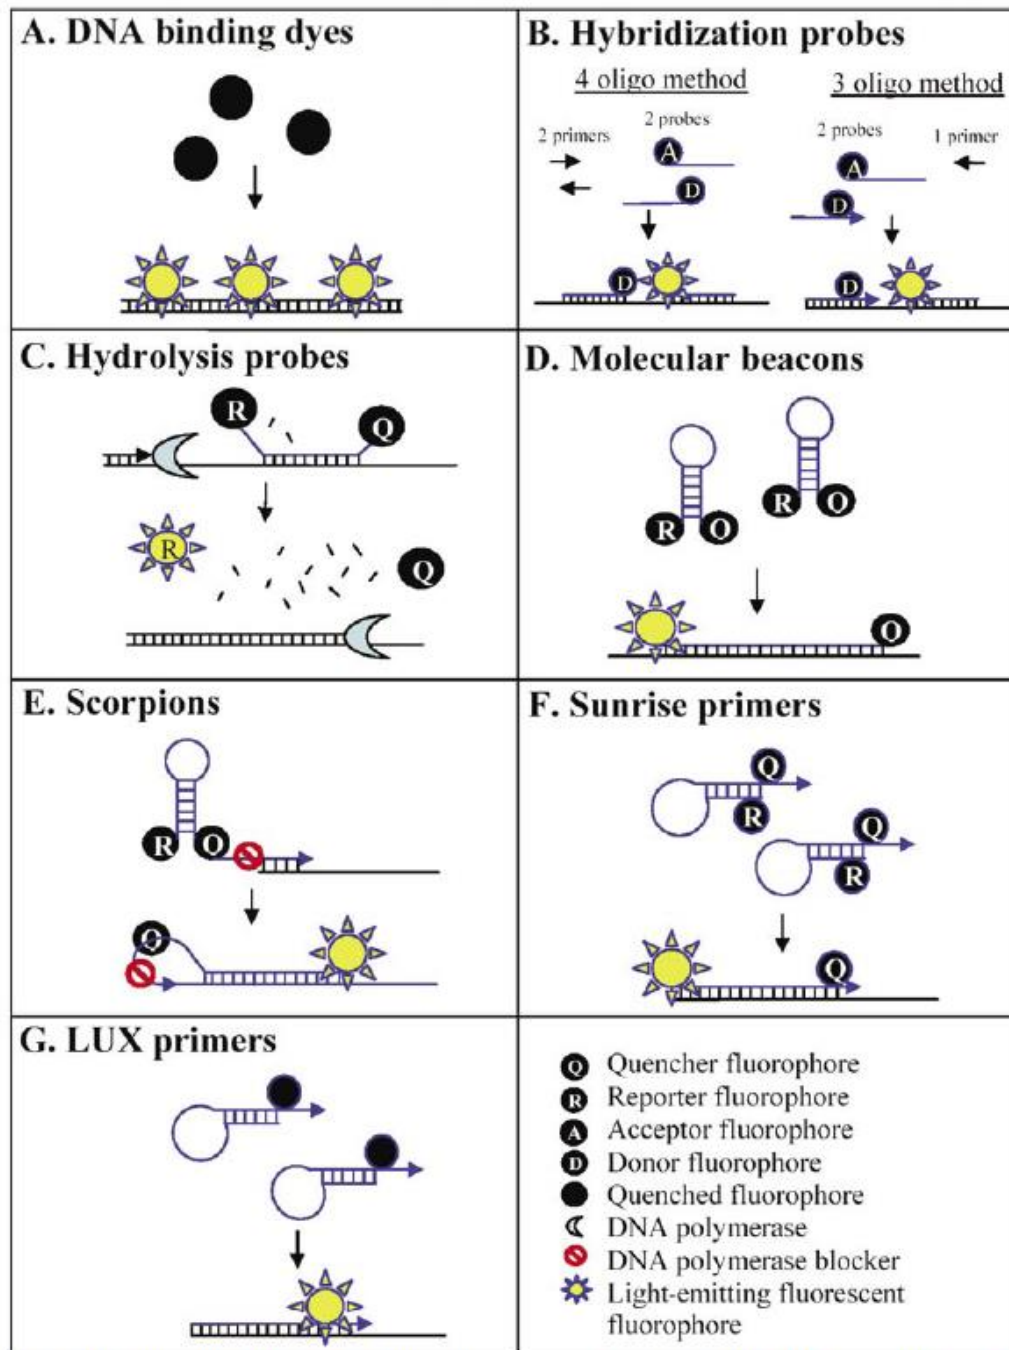 A. DNA binding dyes
B. Hybridization probes
4 oligo method
3 oligo method
2 primers
2 probes
2 probes
1 primer
A
D
A
D
D
D
C. Hydrolysis probes
R
Q
R
Q
D. Molecular beacons
R Q
R Q
Q
E. Scorpions
R Q
Q
F. Sunrise primers
Q
R
Q
R
Q
G. LUX primers
Q Quencher fluorophore
R Reporter fluorophore
A Acceptor fluorophore
D Donor fluorophore
Quenched fluorophore
DNA polymerase
DNA polymerase blocker
Light-emitting fluorescent
fluorophore